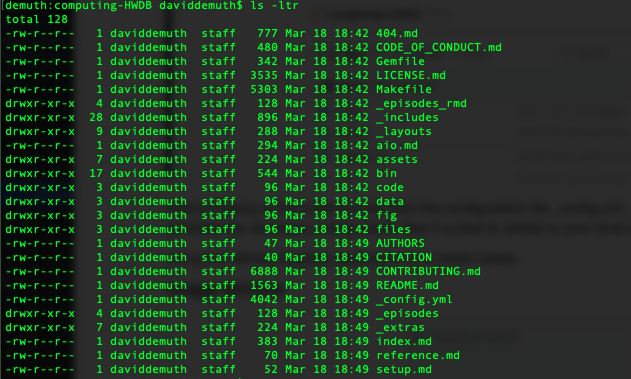 demuth:computing-HWDB daviddemuth$ ls -ltr
total 128
-rw-r--r--   1 daviddemuth  staff   777 Mar 18 18:42 404.md
-rw-r--r--   1 daviddemuth  staff   480 Mar 18 18:42 CODE_OF_CONDUCT.md
-rw-r--r--   1 daviddemuth  staff   342 Mar 18 18:42 Gemfile
-rw-r--r--   1 daviddemuth  staff  3535 Mar 18 18:42 LICENSE.md
-rw-r--r--   1 daviddemuth  staff  5303 Mar 18 18:42 Makefile
drwxr-xr-x   4 daviddemuth  staff   128 Mar 18 18:42 _episodes_rmd
drwxr-xr-x  28 daviddemuth  staff   896 Mar 18 18:42 _includes
drwxr-xr-x   9 daviddemuth  staff   288 Mar 18 18:42 _layouts
-rw-r--r--   1 daviddemuth  staff   294 Mar 18 18:42 aio.md
drwxr-xr-x   7 daviddemuth  staff   224 Mar 18 18:42 assets
drwxr-xr-x  17 daviddemuth  staff   544 Mar 18 18:42 bin
drwxr-xr-x   3 daviddemuth  staff    96 Mar 18 18:42 code
drwxr-xr-x   3 daviddemuth  staff    96 Mar 18 18:42 data
drwxr-xr-x   3 daviddemuth  staff    96 Mar 18 18:42 fig
drwxr-xr-x   3 daviddemuth  staff    96 Mar 18 18:42 files
-rw-r--r--   1 daviddemuth  staff    47 Mar 18 18:49 AUTHORS
-rw-r--r--   1 daviddemuth  staff    40 Mar 18 18:49 CITATION
-rw-r--r--   1 daviddemuth  staff  6888 Mar 18 18:49 CONTRIBUTING.md
-rw-r--r--   1 daviddemuth  staff  1563 Mar 18 18:49 README.md
-rw-r--r--   1 daviddemuth  staff  4042 Mar 18 18:49 _config.yml
drwxr-xr-x   4 daviddemuth  staff   128 Mar 18 18:49 _episodes
drwxr-xr-x   7 daviddemuth  staff   224 Mar 18 18:49 _extras
-rw-r--r--   1 daviddemuth  staff   383 Mar 18 18:49 index.md
-rw-r--r--   1 daviddemuth  staff    70 Mar 18 18:49 reference.md
-rw-r--r--   1 daviddemuth  staff    52 Mar 18 18:49 setup.md